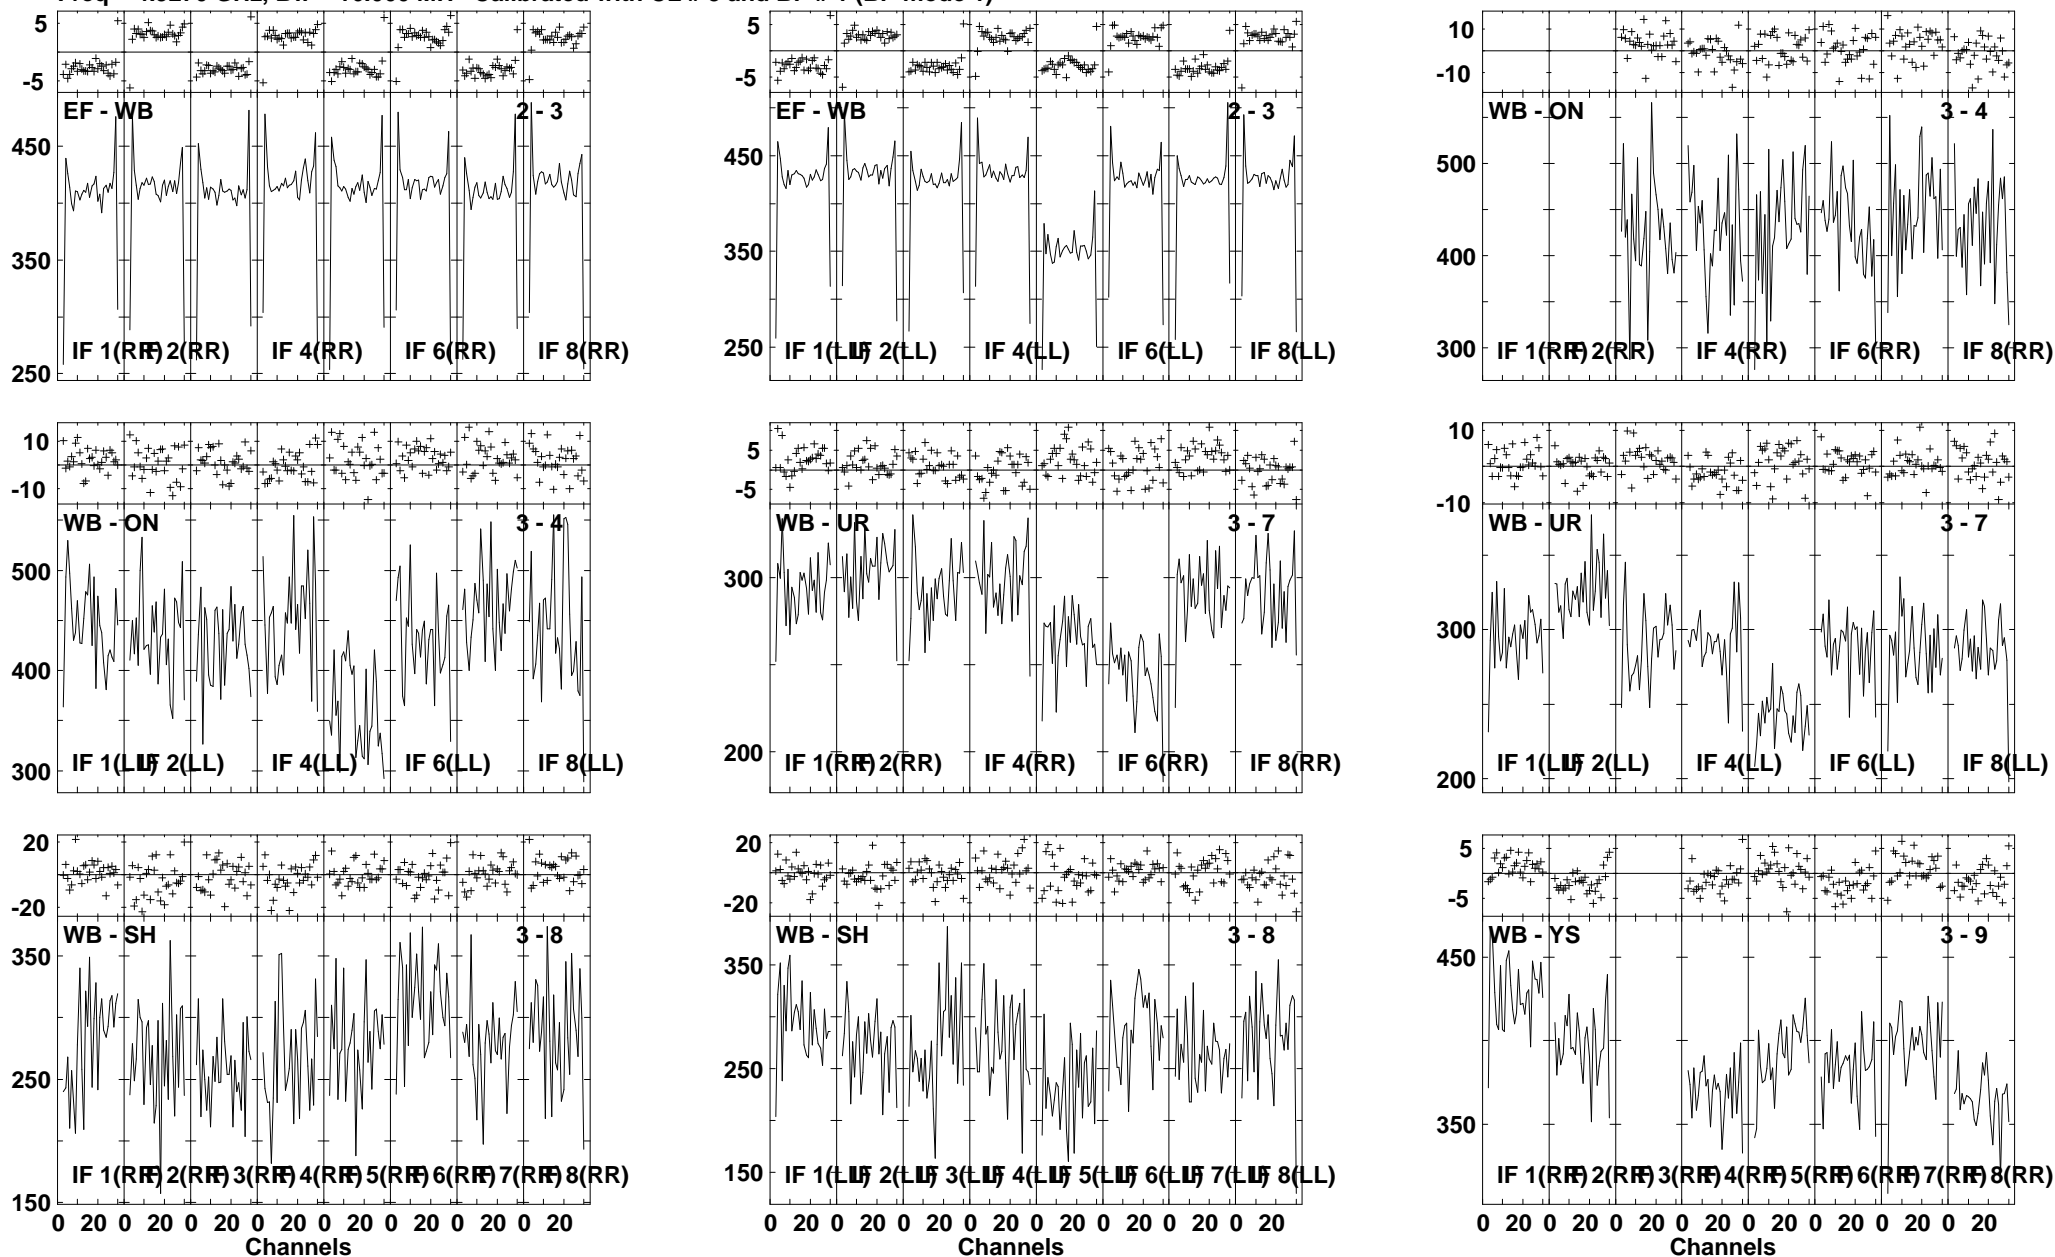 5
-5
EF - WB 2 - 3
450
350
250
IF 1(RR) IF 2(RR) IF 4(RR) IF 6(RR) IF 8(RR)
5
-5
EF - WB 2 - 3
450
350
250
IF 1(LL) IF 2(LL) IF 4(LL) IF 6(LL) IF 8(LL)
10
-10
WB - ON 3 - 4
500
400
300
IF 1(RR) IF 2(RR) IF 4(RR) IF 6(RR) IF 8(RR)
10
-10
WB - ON 3 - 4
500
400
300
IF 1(LL) IF 2(LL) IF 4(LL) IF 6(LL) IF 8(LL)
5
-5
WB - UR 3 - 7
300
200
IF 1(RR) IF 2(RR) IF 4(RR) IF 6(RR) IF 8(RR)
10
-10
WB - UR 3 - 7
300
200
IF 1(LL) IF 2(LL) IF 4(LL) IF 6(LL) IF 8(LL)
20
-20
WB - SH 3 - 8
350
250
150
IF 1(RR) IF 2(RR) IF 3(RR) IF 4(RR) IF 5(RR) IF 6(RR) IF 7(RR) IF 8(RR)
0 20 0 20 0 20 0 20 0 20 0 20 0 20 0 20
Channels
20
-20
WB - SH 3 - 8
350
250
150
IF 1(LL) IF 2(LL) IF 3(LL) IF 4(LL) IF 5(LL) IF 6(LL) IF 7(LL) IF 8(LL)
0 20 0 20 0 20 0 20 0 20 0 20 0 20 0 20
Channels
5
-5
WB - YS 3 - 9
450
350
IF 1(RR) IF 2(RR) IF 3(RR) IF 4(RR) IF 5(RR) IF 6(RR) IF 7(RR) IF 8(RR)
0 20 0 20 0 20 0 20 0 20 0 20 0 20 0 20
Channels